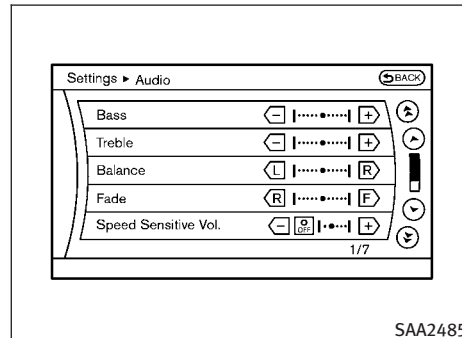 Settings ▶ Audio BACK
Bass − +
Treble − +
Balance L R
Fade R F
Speed Sensitive Vol. − OFF +
1/7
SAA2485